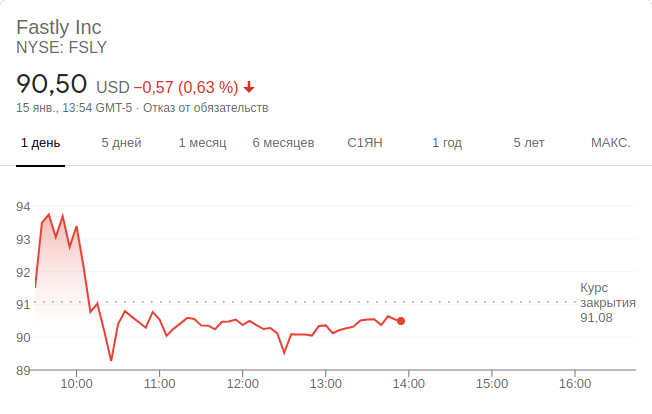 Fastly Inc
NYSE: FSLY
90,50 USD −0,57 (0,63 %)
15 янв., 13:54 GMT-5 · Отказ от обязательств
1 день 5 дней 1 месяц 6 месяцев С1ЯН 1 год 5 лет МАКС.
94
93
92
91
90
89
Курс
закрытия
91,08
10:00 11:00 12:00 13:00 14:00 15:00 16:00